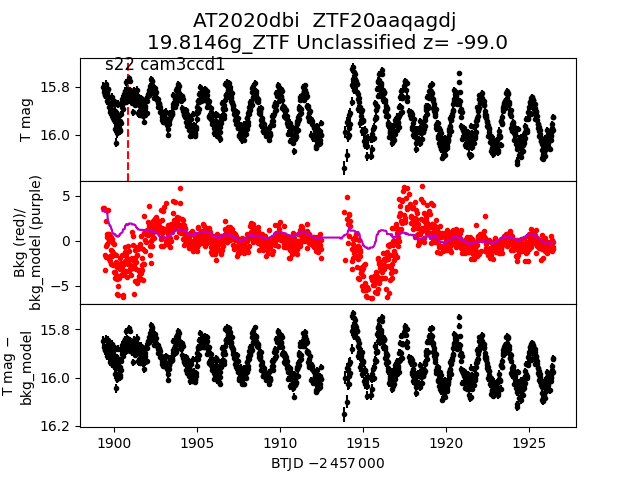 AT2020dbi  ZTF20aaqagdj
19.8146g_ZTF Unclassified z= -99.0
s22 cam3ccd1
15.8
16.0
T mag
5
0
−5
Bkg (red)/
bkg_model (purple)
15.8
16.0
16.2
T mag −
bkg_model
1900
1905
1910
1915
1920
1925
BTJD −2 457 000